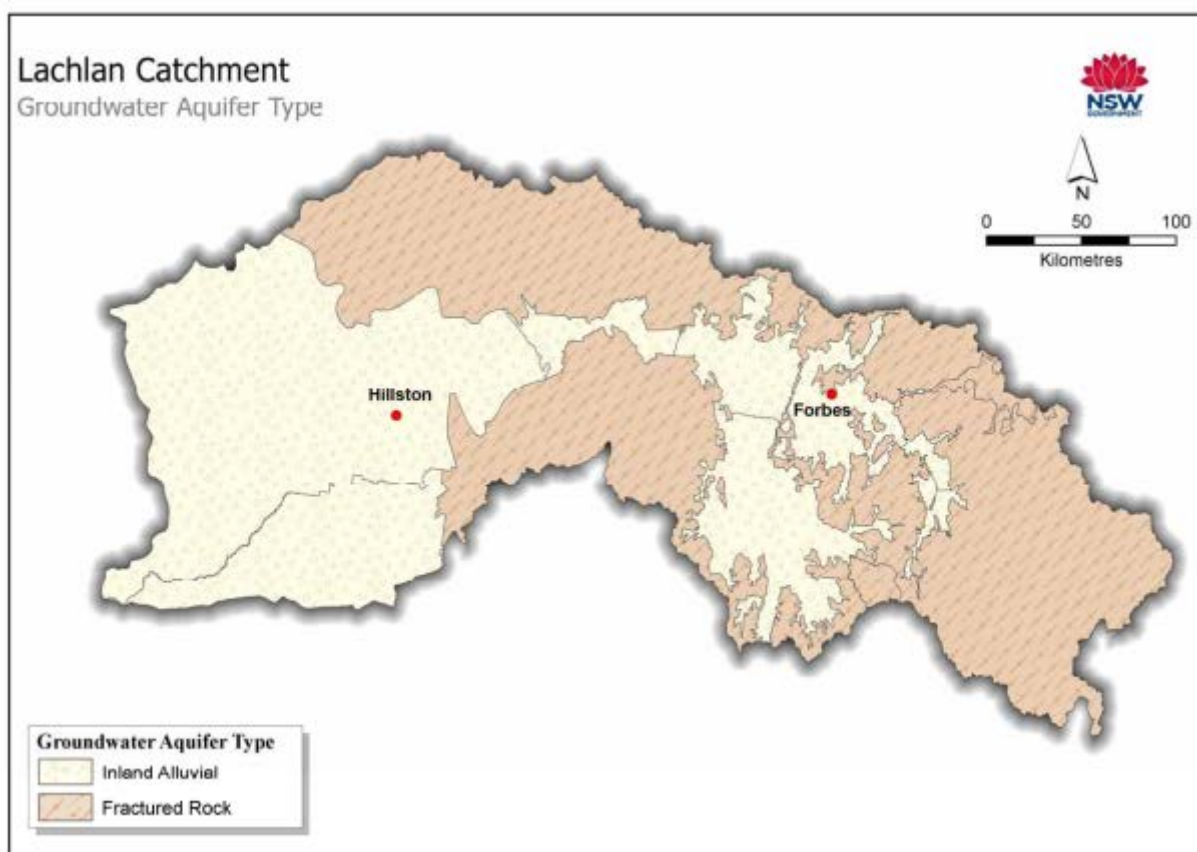 Lachlan Catchment
Groundwater Aquifer Type
NSW
GOVERNMENT
N
0 50 100
Kilometres
Hillston
Forbes
Groundwater Aquifer Type
Inland Alluvial
Fractured Rock